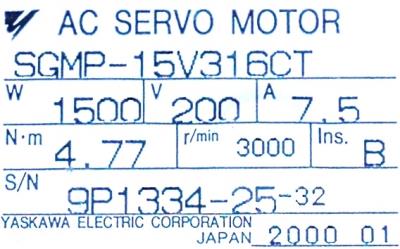 AC SERVO MOTOR
SGMP-15V316CT
W 1500 V 200 A 7.5
N·m 4.77 r/min 3000 Ins. B
S/N 9P1334-25-32
YASKAWA ELECTRIC CORPORATION
JAPAN 2000 01